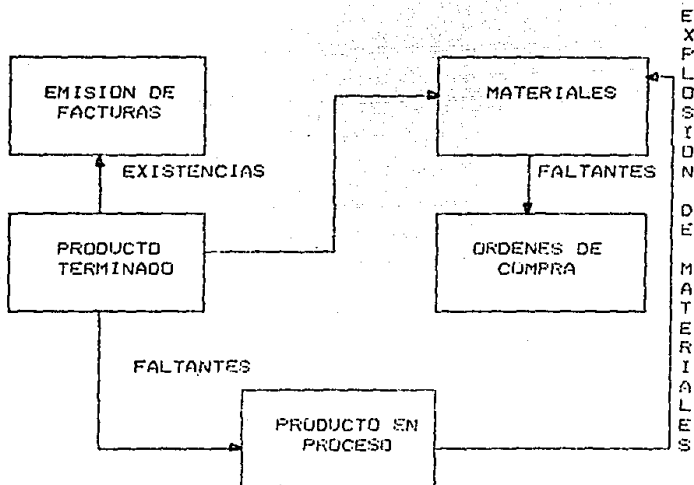 EMISION DE
FACTURAS
MATERIALES
EXISTENCIAS
FALTANTES
PRODUCTO
TERMINADO
ORDENES DE
COMPRA
FALTANTES
PRODUCTO EN
PROCESO
EXPLOSION DE MATERIALES